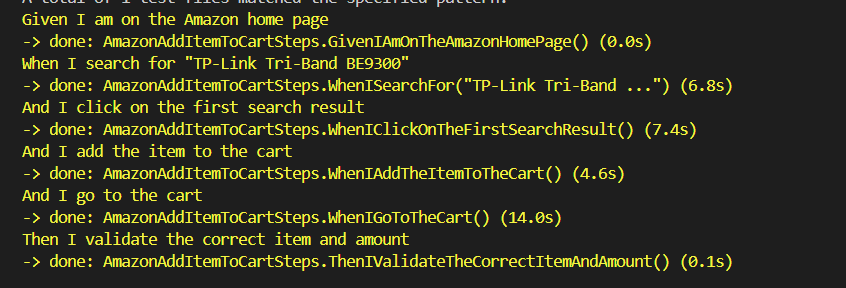 A total of 1 test files matched the specified pattern.
Given I am on the Amazon home page
-> done: AmazonAddItemToCartSteps.GivenIAmOnTheAmazonHomePage() (0.0s)
When I search for "TP-Link Tri-Band BE9300"
-> done: AmazonAddItemToCartSteps.WhenISearchFor("TP-Link Tri-Band ...") (6.8s)
And I click on the first search result
-> done: AmazonAddItemToCartSteps.WhenIClickOnTheFirstSearchResult() (7.4s)
And I add the item to the cart
-> done: AmazonAddItemToCartSteps.WhenIAddTheItemToTheCart() (4.6s)
And I go to the cart
-> done: AmazonAddItemToCartSteps.WhenIGoToTheCart() (14.0s)
Then I validate the correct item and amount
-> done: AmazonAddItemToCartSteps.ThenIValidateTheCorrectItemAndAmount() (0.1s)